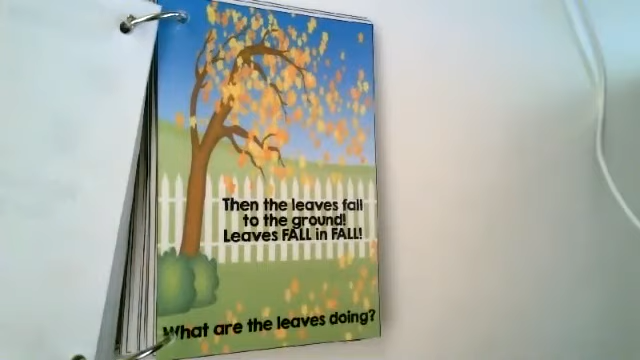 Then the leaves fall
to the ground!
Leaves FALL in FALL!
What are the leaves doing?